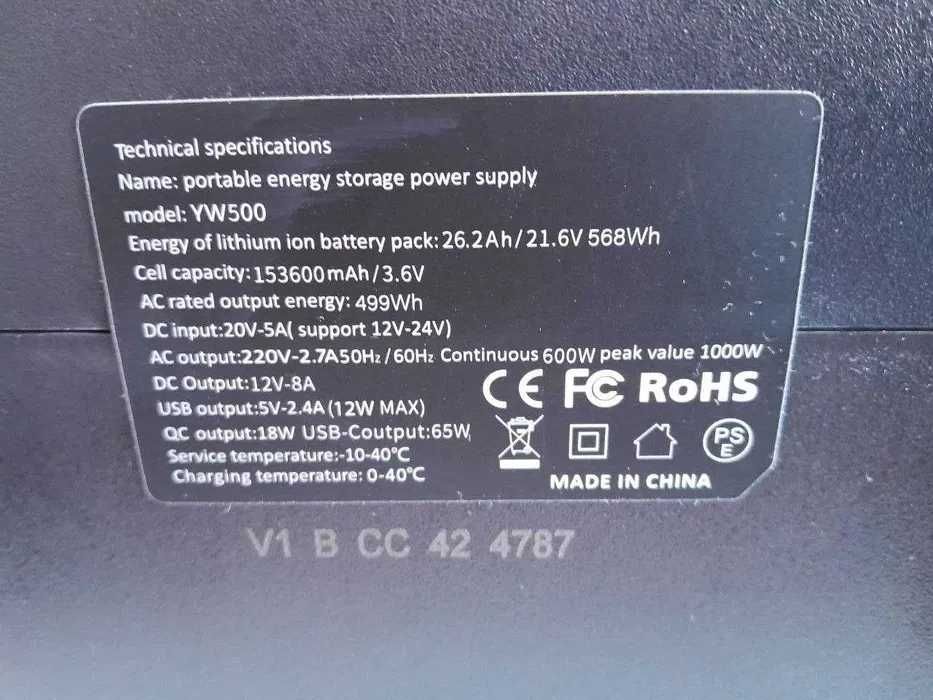 Technical specifications
Name: portable energy storage power supply
model: YW500
Energy of lithium ion battery pack: 26.2Ah/21.6V 568Wh
Cell capacity: 153600mAh/3.6V
AC rated output energy: 499Wh
DC input:20V-5A( support 12V-24V)
AC output:220V-2.7A50Hz/60Hz Continuous 600W peak value 1000W
DC Output:12V-8A
USB output:5V-2.4A(12W MAX)
QC output:18W USB-Coutput:65W
Service temperature:-10-40℃
Charging temperature: 0-40℃
CE FC RoHS
PS
E
MADE IN CHINA
V1 B CC 42 4787